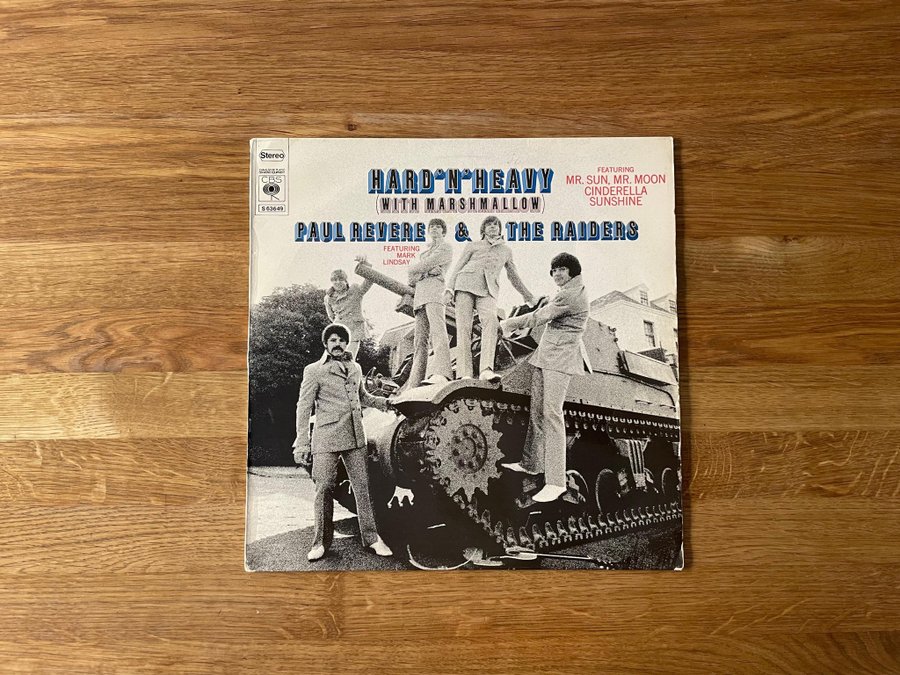 Stereo
CBS
S 63649
HARD "N" HEAVY
(WITH MARSHMALLOW)
PAUL REVERE & THE RAIDERS
FEATURING
MARK
LINDSAY
FEATURING
MR. SUN, MR. MOON
CINDERELLA
SUNSHINE